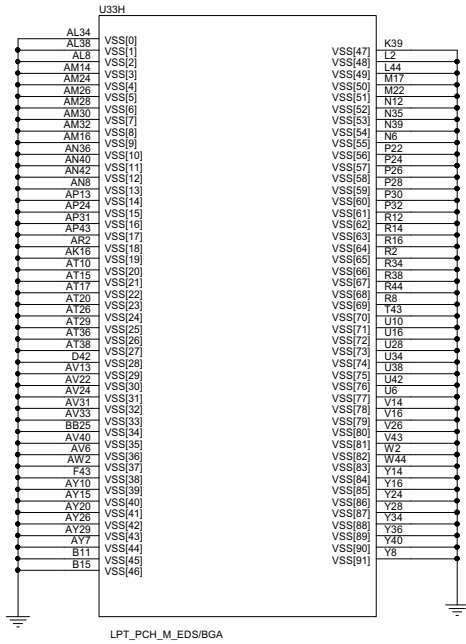 U33H
AL34 VSS[0]
AL38 VSS[1]
AL8 VSS[2]
AM14 VSS[3]
AM24 VSS[4]
AM26 VSS[5]
AM28 VSS[6]
AM30 VSS[7]
AM32 VSS[8]
AM16 VSS[9]
AN36 VSS[10]
AN40 VSS[11]
AN42 VSS[12]
AN8 VSS[13]
AP13 VSS[14]
AP24 VSS[15]
AP31 VSS[16]
AP43 VSS[17]
AR2 VSS[18]
AK16 VSS[19]
AT10 VSS[20]
AT15 VSS[21]
AT17 VSS[22]
AT20 VSS[23]
AT26 VSS[24]
AT29 VSS[25]
AT36 VSS[26]
AT38 VSS[27]
D42 VSS[28]
AV13 VSS[29]
AV22 VSS[30]
AV24 VSS[31]
AV31 VSS[32]
AV33 VSS[33]
BB25 VSS[34]
AV40 VSS[35]
AV6 VSS[36]
AW2 VSS[37]
F43 VSS[38]
AY10 VSS[39]
AY15 VSS[40]
AY20 VSS[41]
AY26 VSS[42]
AY29 VSS[43]
AY7 VSS[44]
B11 VSS[45]
B15 VSS[46]
VSS[47] K39
VSS[48] L2
VSS[49] L44
VSS[50] M17
VSS[51] M22
VSS[52] N12
VSS[53] N35
VSS[54] N39
VSS[55] N6
VSS[56] P22
VSS[57] P24
VSS[58] P26
VSS[59] P28
VSS[60] P30
VSS[61] P32
VSS[62] R12
VSS[63] R14
VSS[64] R16
VSS[65] R2
VSS[66] R34
VSS[67] R38
VSS[68] R44
VSS[69] R8
VSS[70] T43
VSS[71] U10
VSS[72] U16
VSS[73] U28
VSS[74] U34
VSS[75] U38
VSS[76] U42
VSS[77] U6
VSS[78] V14
VSS[79] V16
VSS[80] V26
VSS[81] V43
VSS[82] W2
VSS[83] W44
VSS[84] Y14
VSS[85] Y16
VSS[86] Y24
VSS[87] Y28
VSS[88] Y34
VSS[89] Y36
VSS[90] Y40
VSS[91] Y8
LPT_PCH_M_EDS/BGA